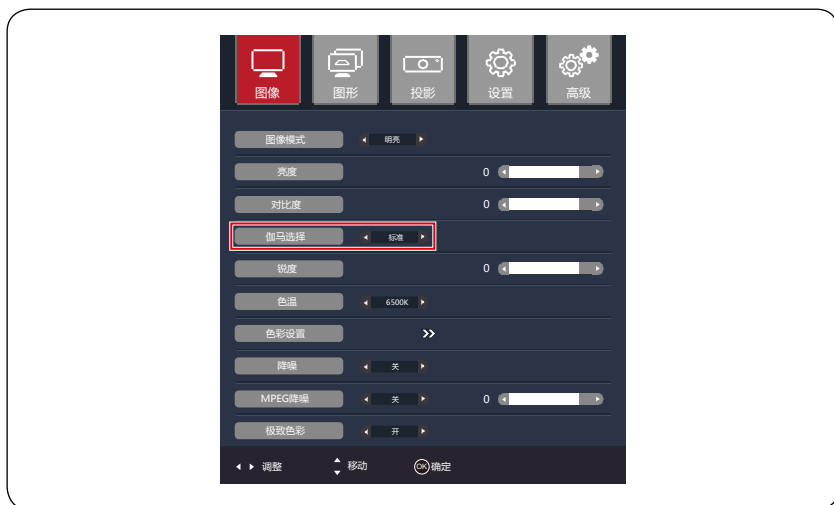 图像 图形 投影 设置 高级
图像模式 明亮
亮度 0
对比度 0
伽马选择 标准
锐度 0
色温 6500K
色彩设置
降噪 关
MPEG降噪 关 0
极致色彩 开
调整 移动 OK 确定